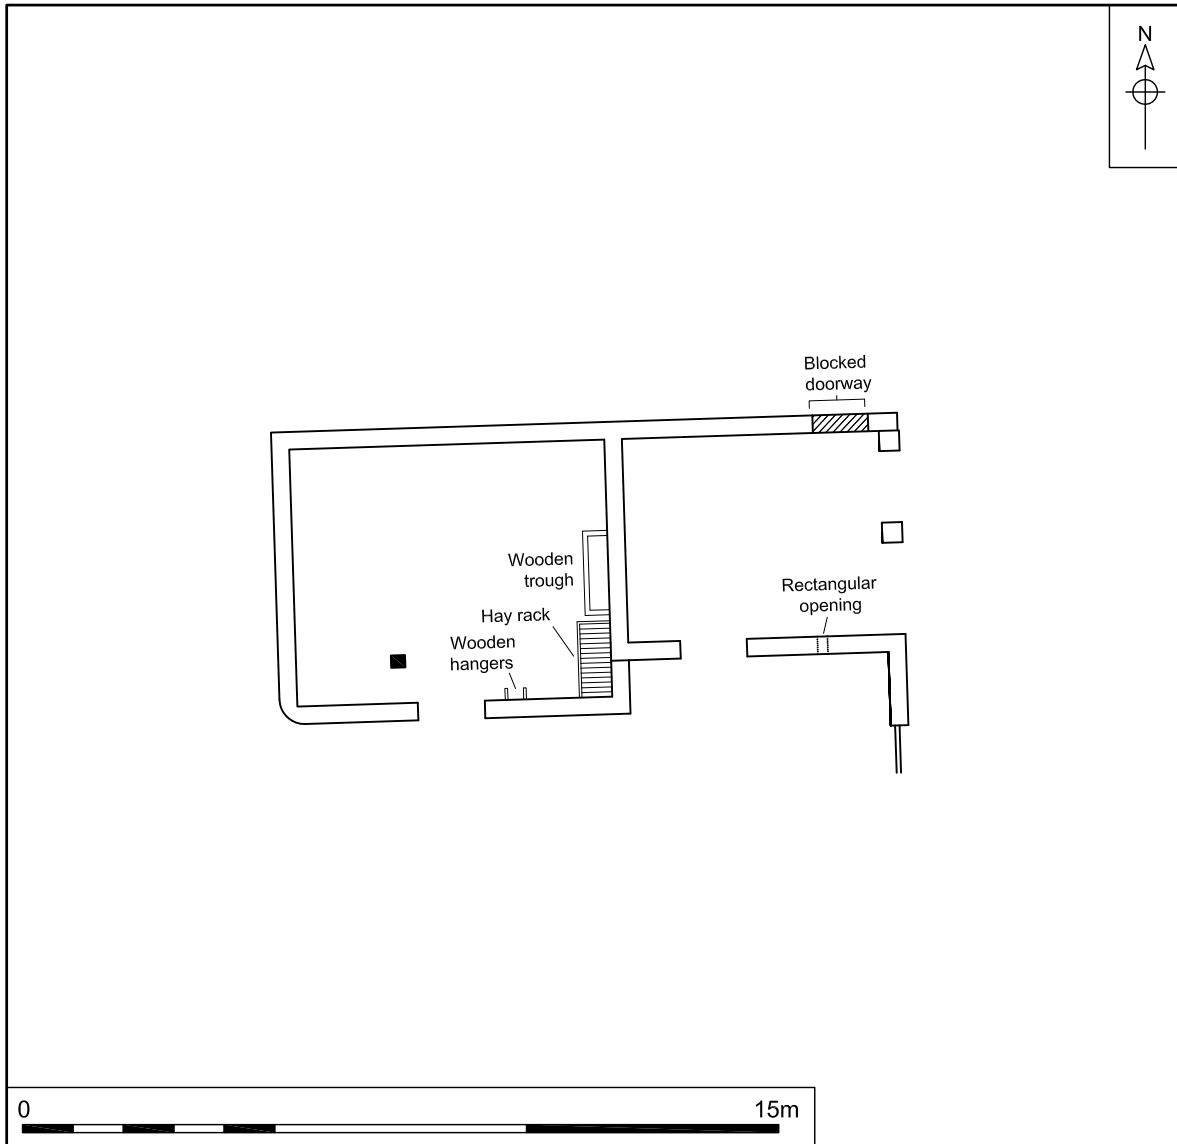 N
Blocked
doorway
Wooden
trough
Rectangular
opening
Hay rack
Wooden
hangers
0 15m